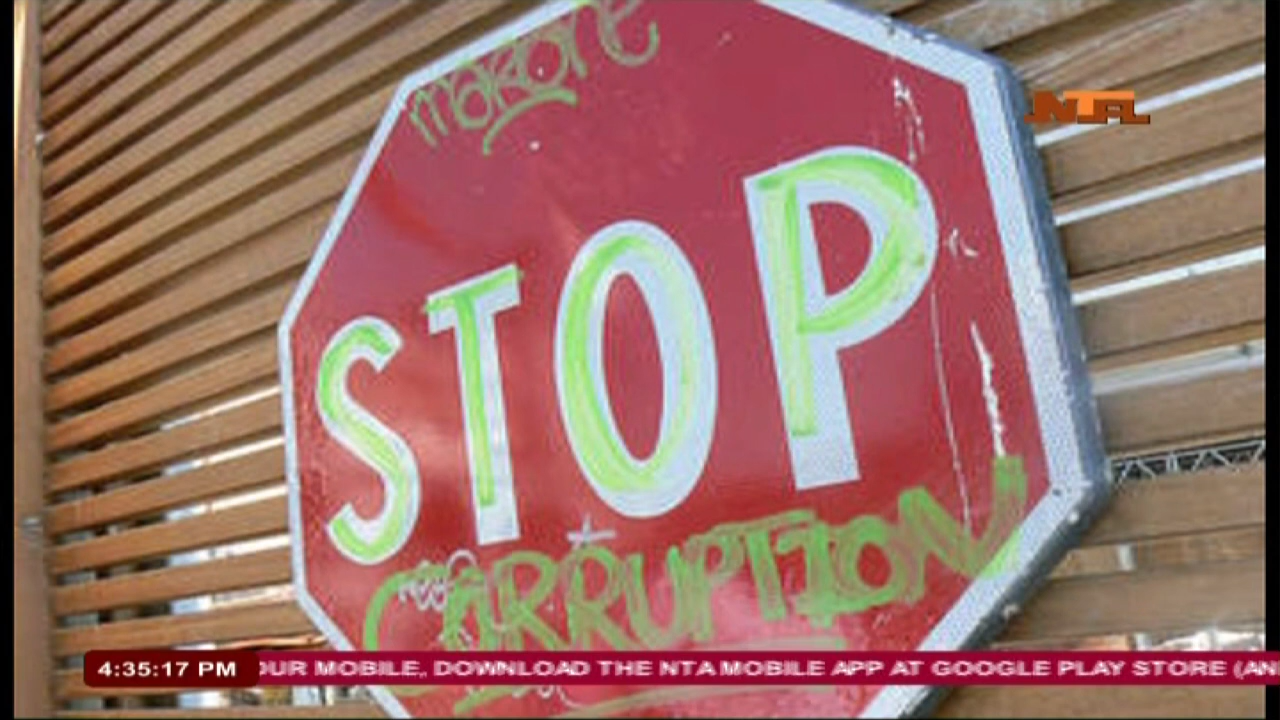 NTA
STOP
CORRUPTION
4:35:17 PM
OUR MOBILE,, DOWNLOAD THE NTA MOBILE APP AT GOOGLE PLAY STORE (AN